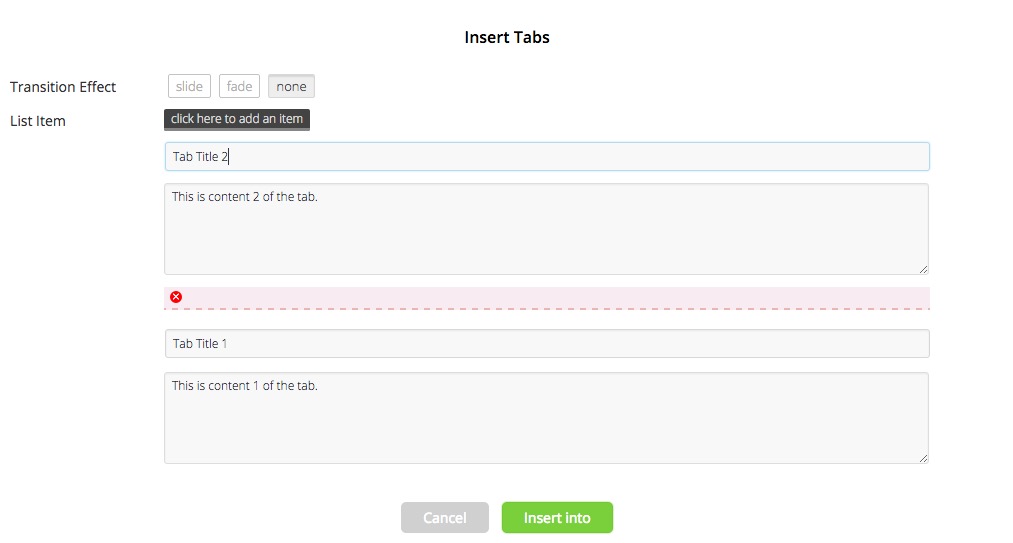 Insert Tabs
Transition Effect slide fade none
List Item click here to add an item
Tab Title 2
This is content 2 of the tab.
Tab Title 1
This is content 1 of the tab.
Cancel Insert into